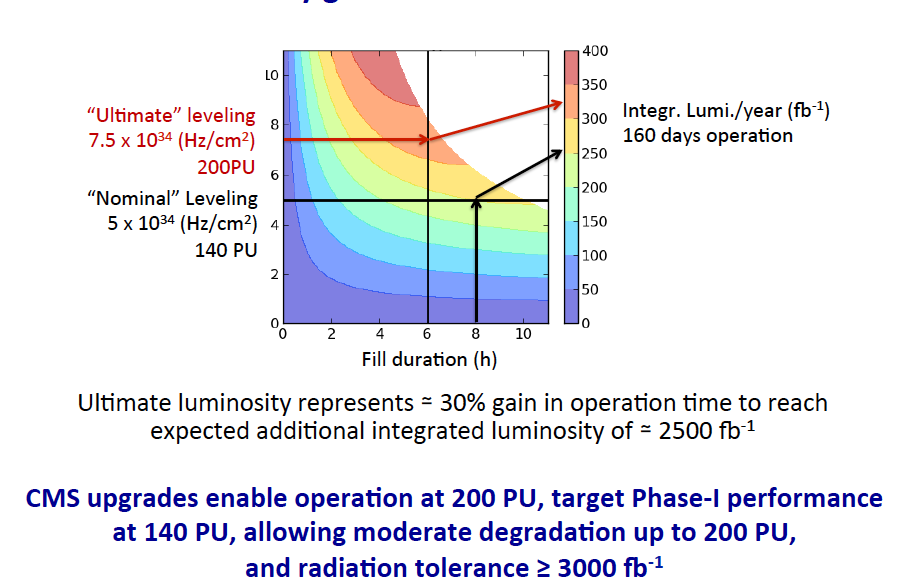 10
8
6
4
2
0
0 2 4 6 8 10
Fill duration (h)
400
350
300
250
200
150
100
50
0
“Ultimate” leveling
7.5 x 10³⁴ (Hz/cm²)
200PU
“Nominal” Leveling
5 x 10³⁴ (Hz/cm²)
140 PU
Integr. Lumi./year (fb⁻¹)
160 days operation
Ultimate luminosity represents ≃ 30% gain in operation time to reach
expected additional integrated luminosity of ≃ 2500 fb⁻¹
CMS upgrades enable operation at 200 PU, target Phase-I performance
at 140 PU, allowing moderate degradation up to 200 PU,
and radiation tolerance ≥ 3000 fb⁻¹